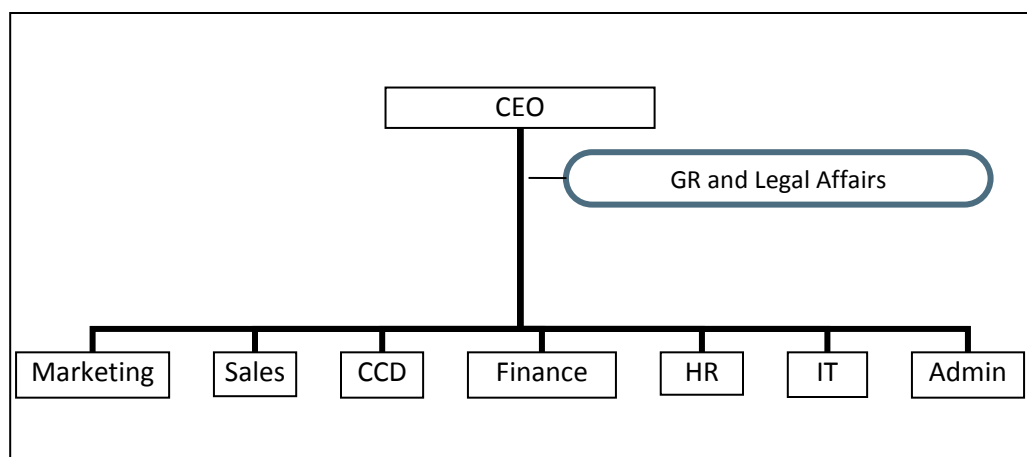 CEO
GR and Legal Affairs
Marketing
Sales
CCD
Finance
HR
IT
Admin